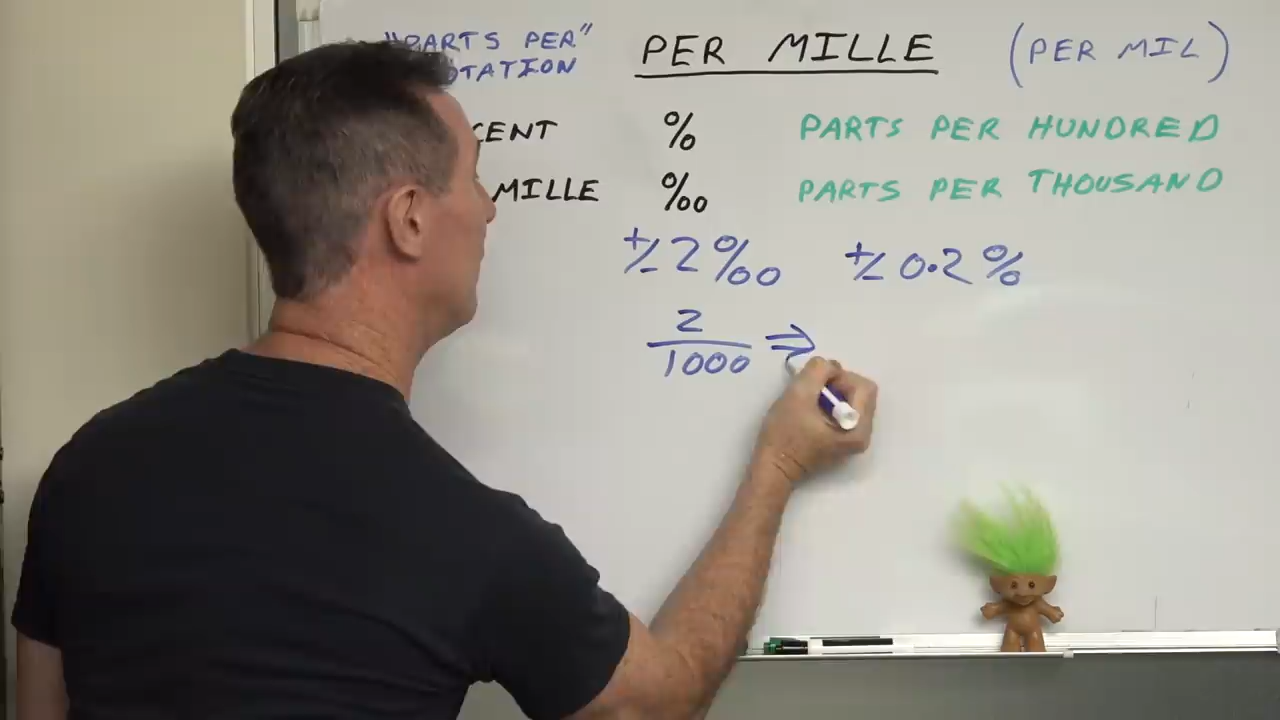 "PARTS PER" PER MILLE (PER MIL)
OTATION
CENT % PARTS PER HUNDRED
MILLE ‰ PARTS PER THOUSAND
+/- 2‰ +/- 0.2%
2
1000 ⇒